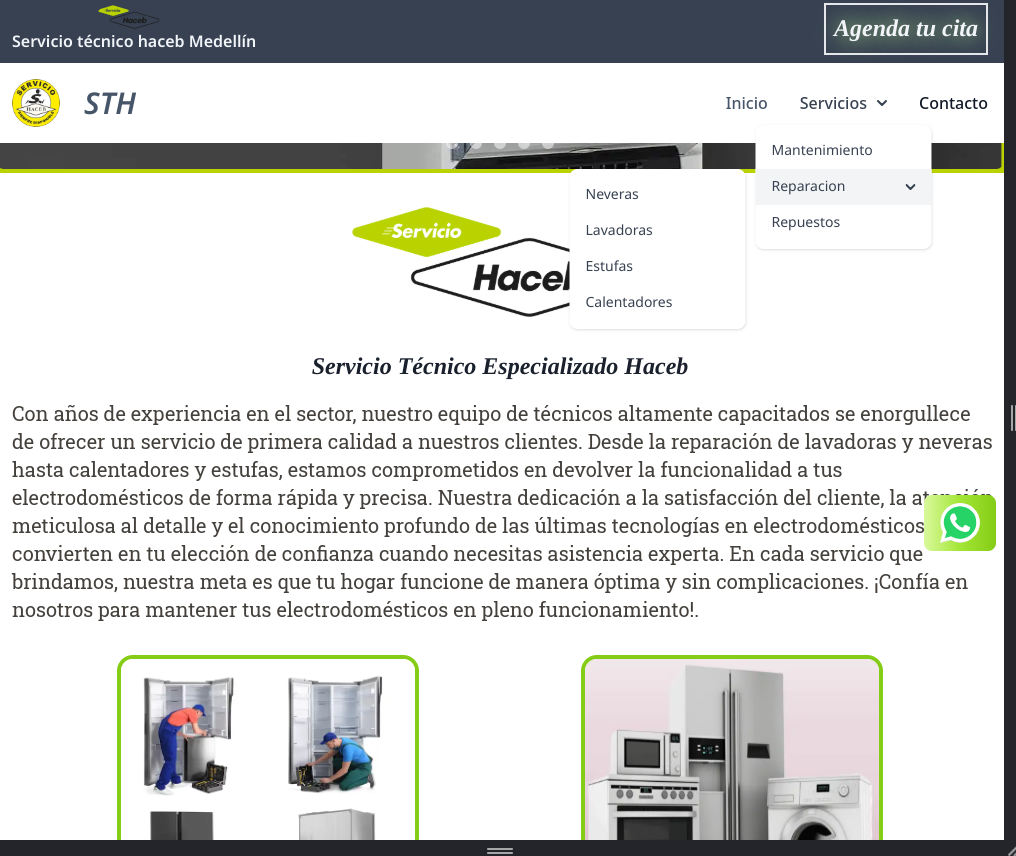 Servicio
Haceb
Servicio técnico haceb Medellín
Agenda tu cita
SERVICIO
HACEB
STH
Inicio
Servicios
Contacto
Mantenimiento
Reparacion
Repuestos
Neveras
Lavadoras
Estufas
Calentadores
Servicio
Haceb
Servicio Técnico Especializado Haceb
Con años de experiencia en el sector, nuestro equipo de técnicos altamente capacitados se enorgullece
de ofrecer un servicio de primera calidad a nuestros clientes. Desde la reparación de lavadoras y neveras
hasta calentadores y estufas, estamos comprometidos en devolver la funcionalidad a tus
electrodomésticos de forma rápida y precisa. Nuestra dedicación a la satisfacción del cliente, la atención
meticulosa al detalle y el conocimiento profundo de las últimas tecnologías en electrodomésticos
convierten en tu elección de confianza cuando necesitas asistencia experta. En cada servicio que
brindamos, nuestra meta es que tu hogar funcione de manera óptima y sin complicaciones. ¡Confía en
nosotros para mantener tus electrodomésticos en pleno funcionamiento!.